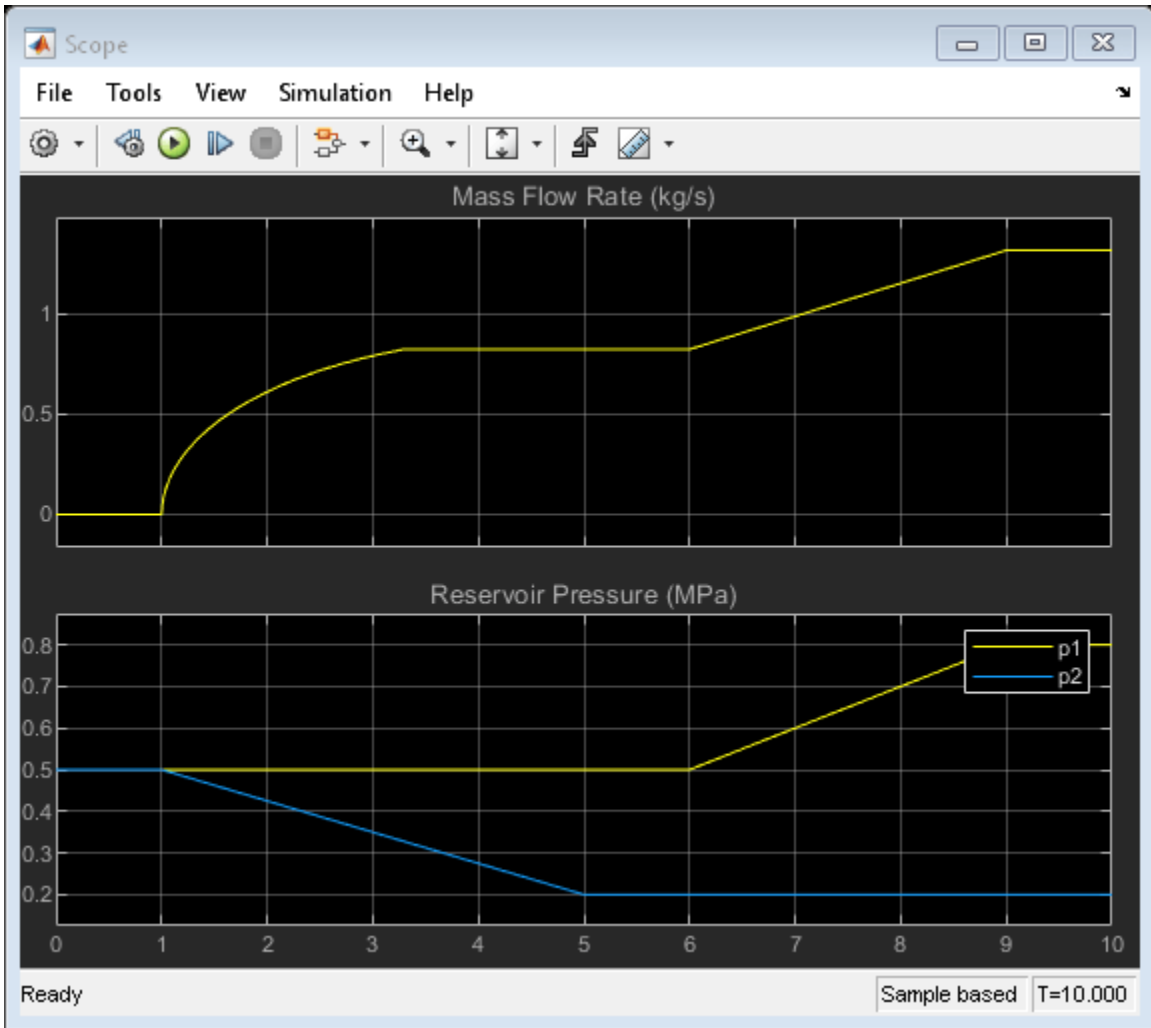 Scope
File Tools View Simulation Help
Mass Flow Rate (kg/s)
1
0.5
0
Reservoir Pressure (MPa)
0.8
0.7
0.6
0.5
0.4
0.3
0.2
p1
p2
0 1 2 3 4 5 6 7 8 9 10
Ready Sample based T=10.000